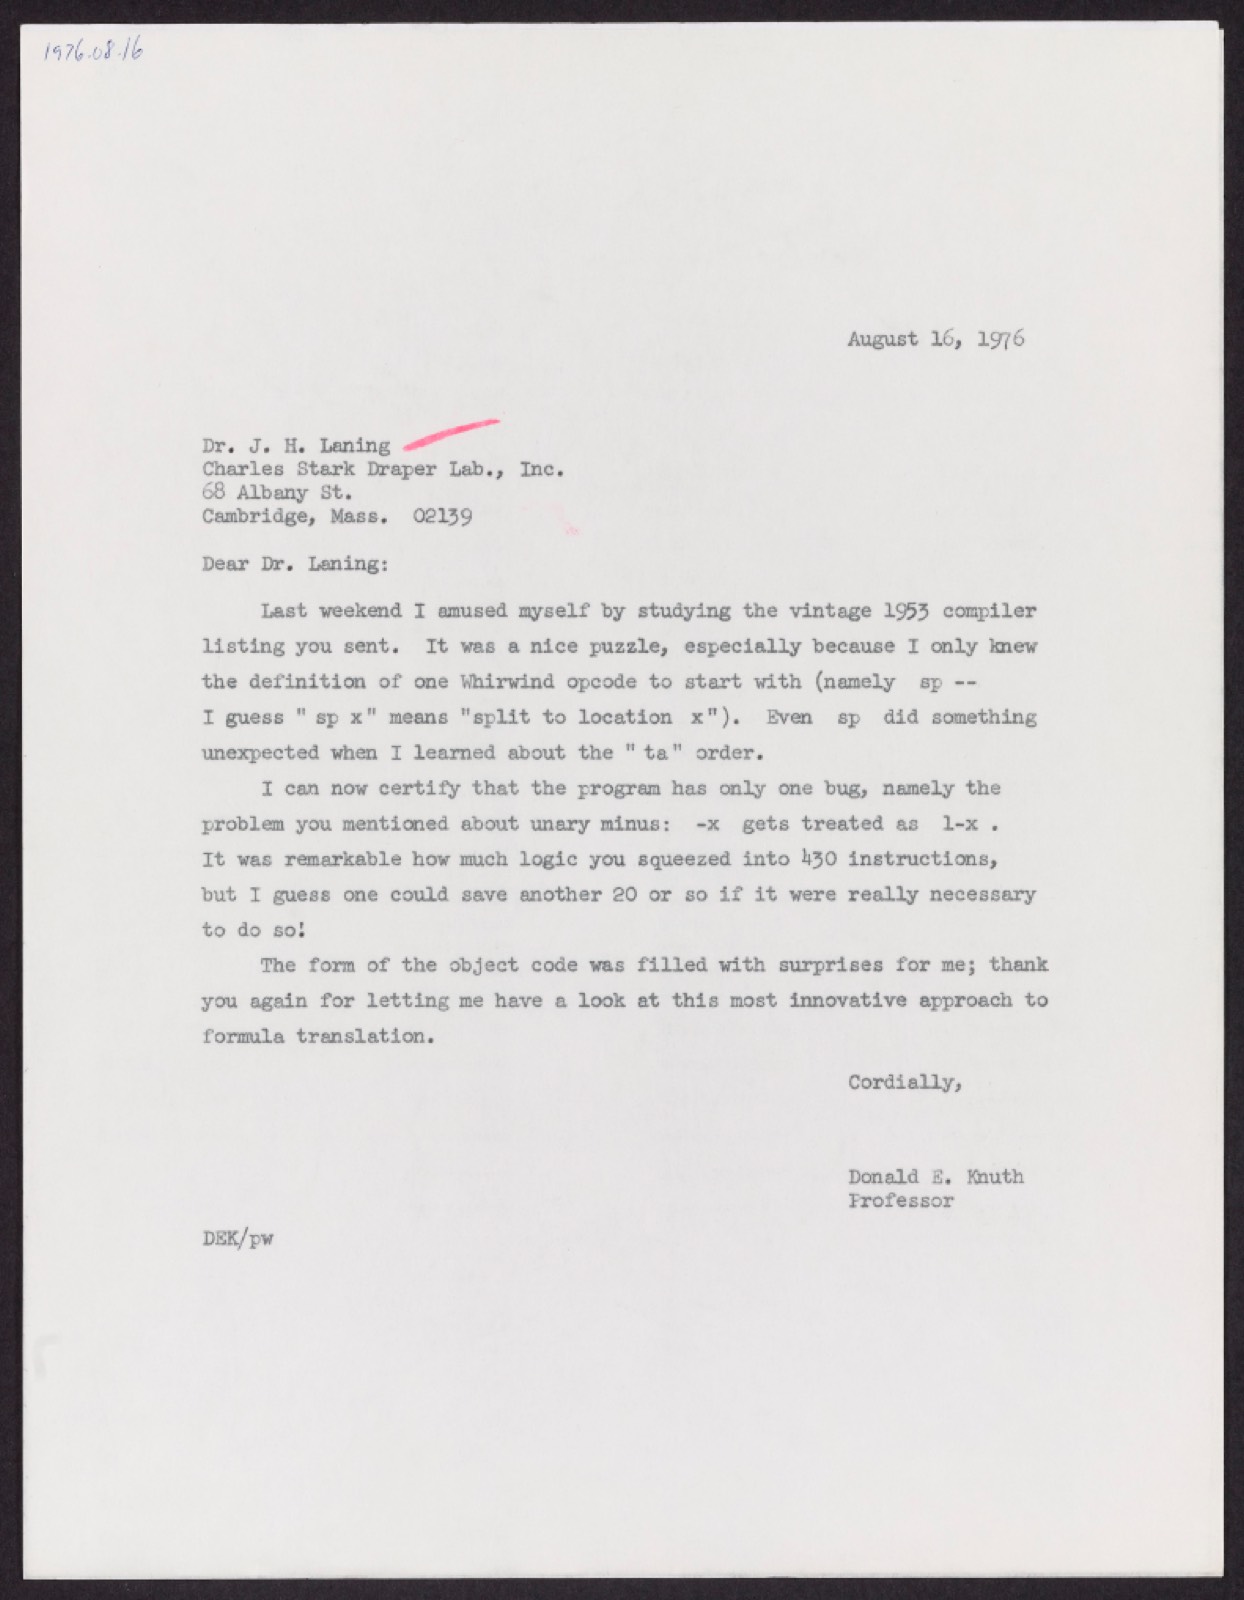 1976.08.16
August 16, 1976
Dr. J. H. Laning
Charles Stark Draper Lab., Inc.
68 Albany St.
Cambridge, Mass.  02139
Dear Dr. Laning:
Last weekend I amused myself by studying the vintage 1953 compiler
listing you sent.  It was a nice puzzle, especially because I only knew
the definition of one Whirwind opcode to start with (namely  sp --
I guess " sp x" means "split to location x").  Even  sp  did something
unexpected when I learned about the " ta" order.
I can now certify that the program has only one bug, namely the
problem you mentioned about unary minus:  -x  gets treated as  1-x .
It was remarkable how much logic you squeezed into 430 instructions,
but I guess one could save another 20 or so if it were really necessary
to do so!
The form of the object code was filled with surprises for me; thank
you again for letting me have a look at this most innovative approach to
formula translation.
Cordially,
Donald E. Knuth
Professor
DEK/pw